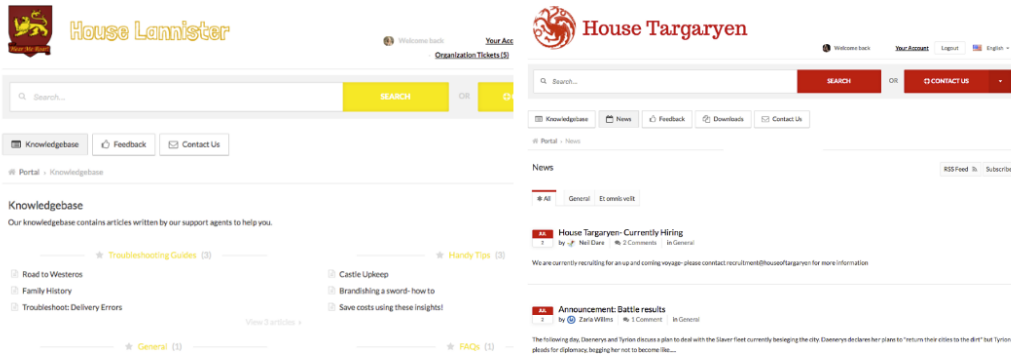 House Lannister
Hear Me Roar!
Welcome back
Your Acc
Organization Tickets (5)
Search...
SEARCH
OR
Knowledgebase
Feedback
Contact Us
Portal > Knowledgebase
Knowledgebase
Our knowledgebase contains articles written by our support agents to help you.
Troubleshooting Guides (3)
Handy Tips (3)
Road to Westeros
Castle Upkeep
Family History
Brandishing a sword- how to
Troubleshoot: Delivery Errors
Save costs using these insights!
View 2 articles »
General (1)
FAQs (1)
House Targaryen
Welcome back
Your Account
Logout
English
Search...
SEARCH
OR
CONTACT US
Knowledgebase
News
Feedback
Downloads
Contact Us
Portal > News
News
RSS Feed
Subscribe
All
General
Et omnis velit
JUL
2
House Targaryen- Currently Hiring
by Neil Dare 2 Comments in General
We are currently recruiting for an up and coming voyage- please conntact recruitment@houseoftargaryen for more information
JUL
2
Announcement: Battle results
by Zaria Willms 1 Comment in General
The following day, Daenerys and Tyrion discuss a plan to deal with the Slaver fleet currently besieging the city. Daenerys declares her plans to "return their cities to the dirt" but Tyrion
pleads for diplomacy, begging her not to become like.....